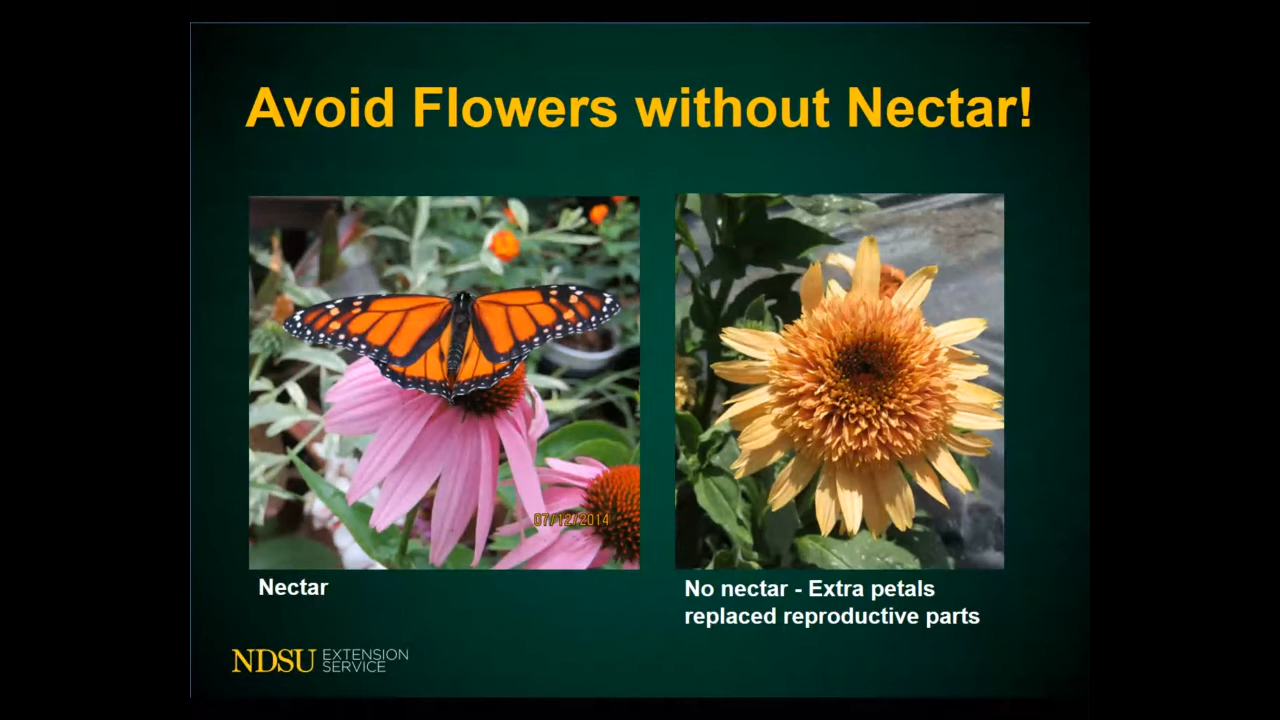 Avoid Flowers without Nectar!
07/12/2014
Nectar
No nectar - Extra petals
replaced reproductive parts
NDSU EXTENSION
SERVICE